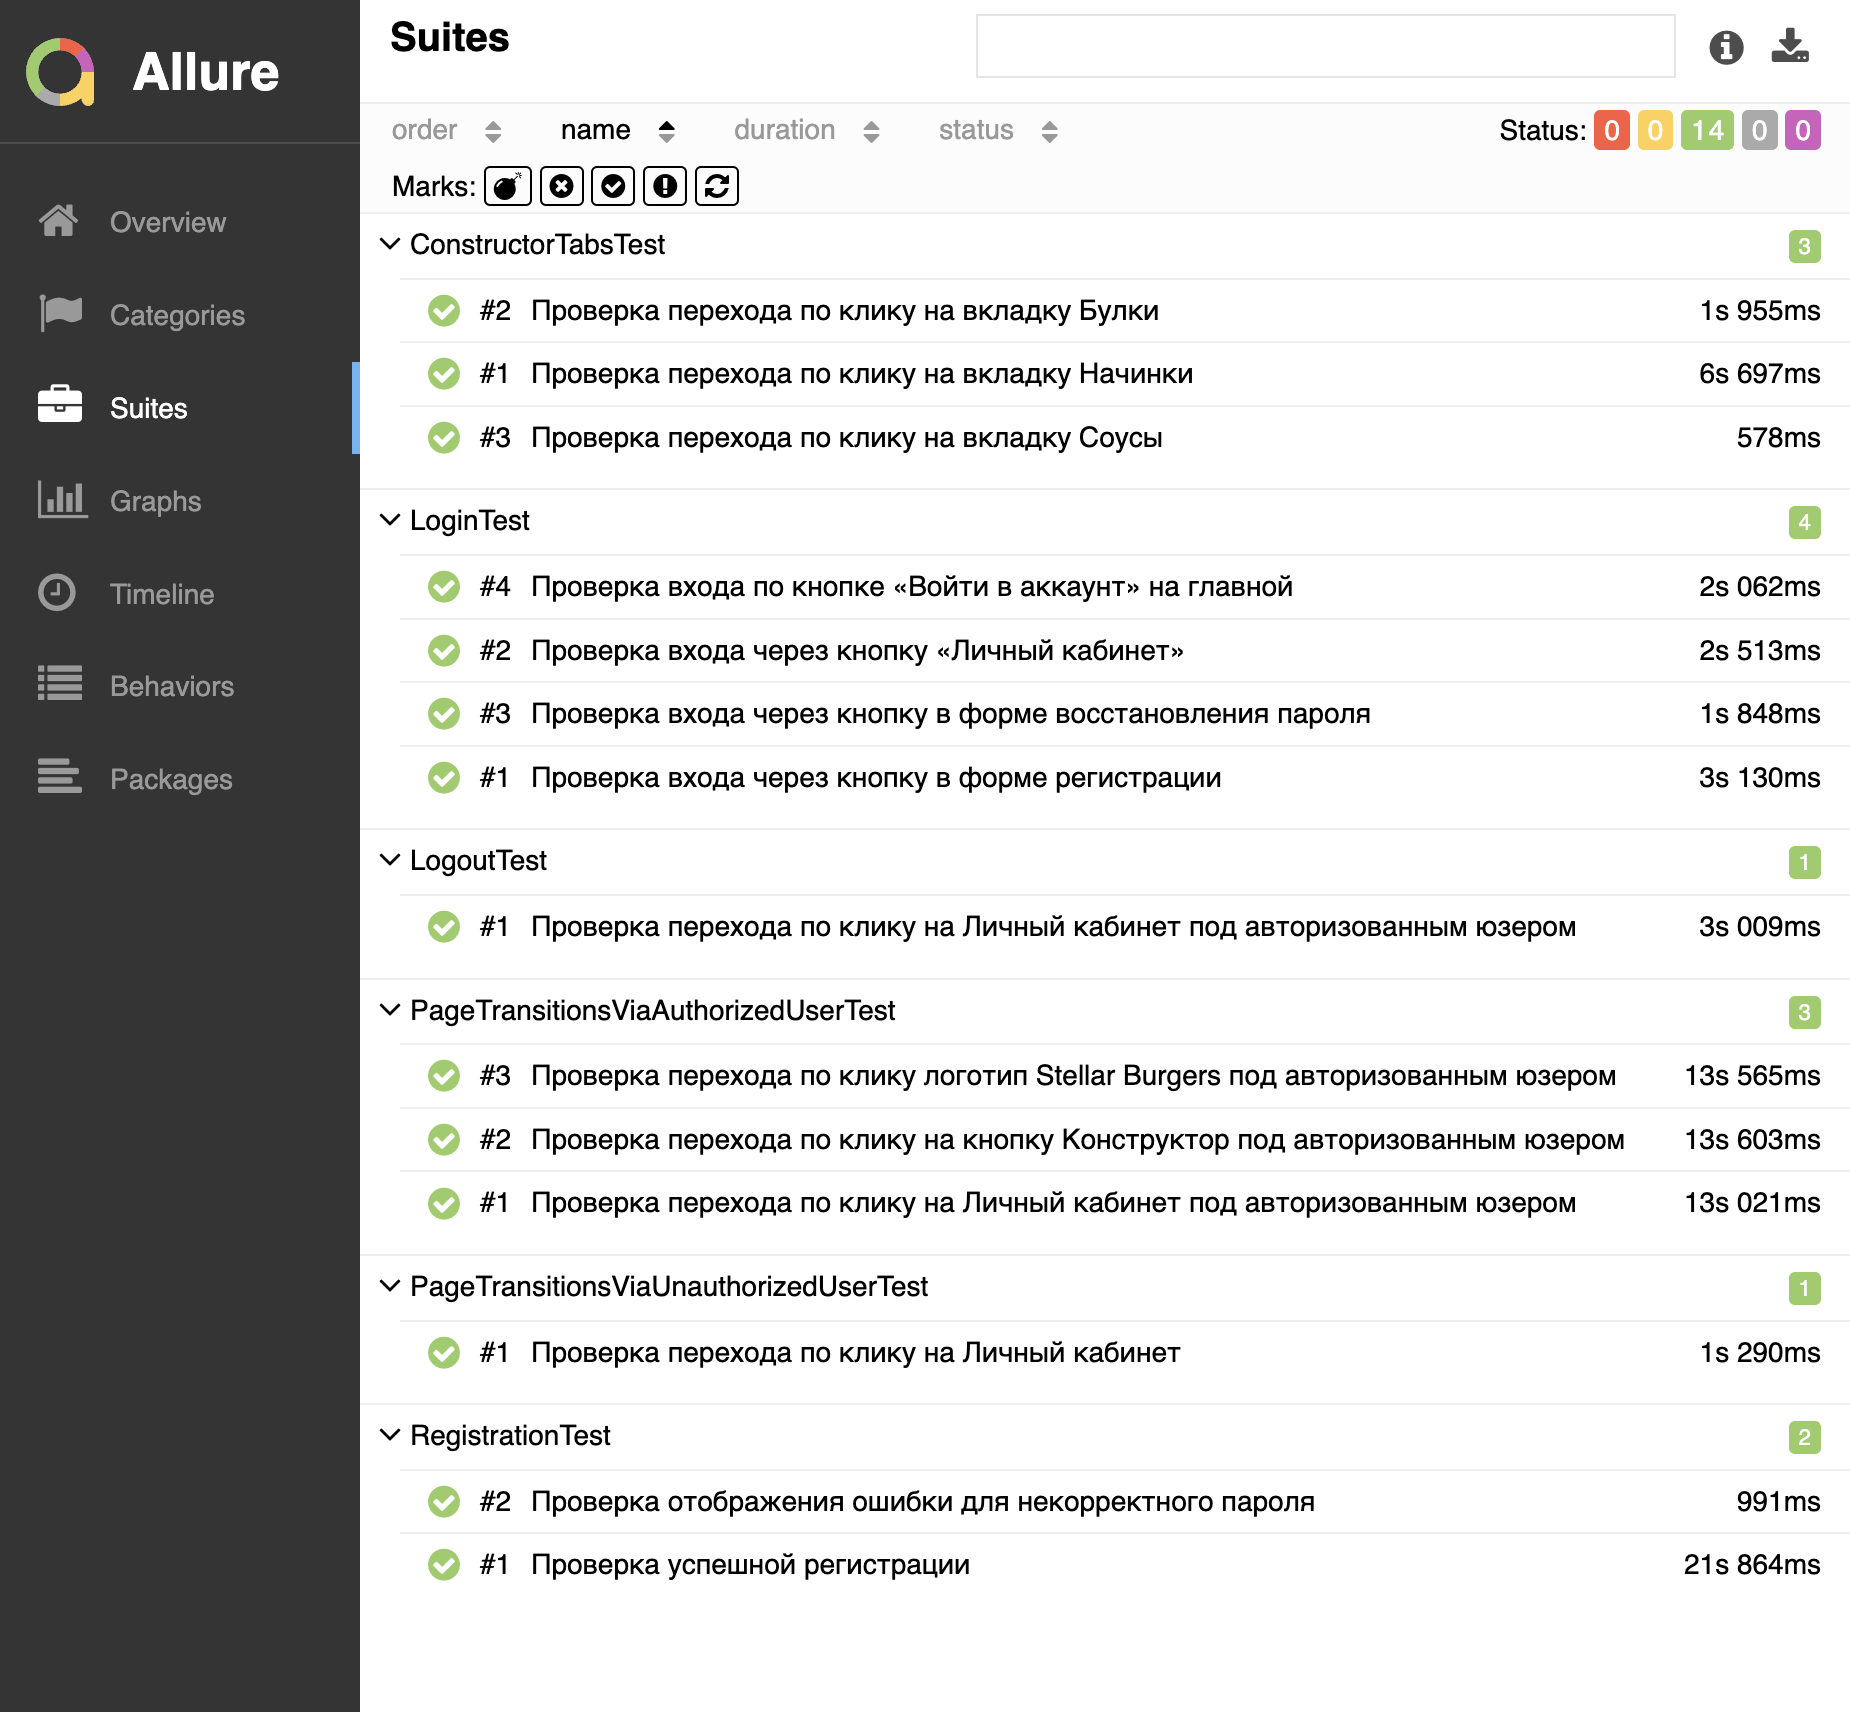 Allure
Overview
Categories
Suites
Graphs
Timeline
Behaviors
Packages
Suites
order name duration status Status: 0 0 14 0 0
Marks:
ConstructorTabsTest 3
#2 Проверка перехода по клику на вкладку Булки 1s 955ms
#1 Проверка перехода по клику на вкладку Начинки 6s 697ms
#3 Проверка перехода по клику на вкладку Соусы 578ms
LoginTest 4
#4 Проверка входа по кнопке «Войти в аккаунт» на главной 2s 062ms
#2 Проверка входа через кнопку «Личный кабинет» 2s 513ms
#3 Проверка входа через кнопку в форме восстановления пароля 1s 848ms
#1 Проверка входа через кнопку в форме регистрации 3s 130ms
LogoutTest 1
#1 Проверка перехода по клику на Личный кабинет под авторизованным юзером 3s 009ms
PageTransitionsViaAuthorizedUserTest 3
#3 Проверка перехода по клику логотип Stellar Burgers под авторизованным юзером 13s 565ms
#2 Проверка перехода по клику на кнопку Конструктор под авторизованным юзером 13s 603ms
#1 Проверка перехода по клику на Личный кабинет под авторизованным юзером 13s 021ms
PageTransitionsViaUnauthorizedUserTest 1
#1 Проверка перехода по клику на Личный кабинет 1s 290ms
RegistrationTest 2
#2 Проверка отображения ошибки для некорректного пароля 991ms
#1 Проверка успешной регистрации 21s 864ms